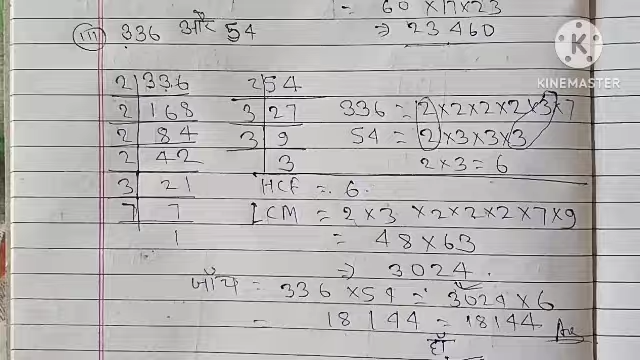 = 60 × 17 × 23
(iii) 336 और 54
⇒ 23460
KINEMASTER
2 | 336
2 | 168
2 | 84
2 | 42
3 | 21
7 | 7
1
2 | 54
3 | 27
3 | 9
3
336 = 2×2×2×2×3×7
54 = 2×3×3×3
2×3 = 6
HCF = 6.
LCM = 2×3 ×2×2×2×7×9
= 48×63
⇒ 3024.
जाँच = 336 × 54 = 3024 × 6
= 18144 = 18144 Ans
हाँ